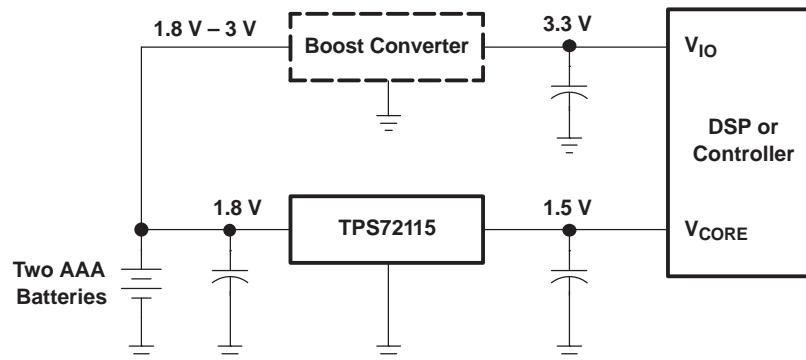 1.8 V – 3 V
Boost Converter
3.3 V
V_IO
DSP or
Controller
1.8 V
TPS72115
1.5 V
V_CORE
Two AAA
Batteries